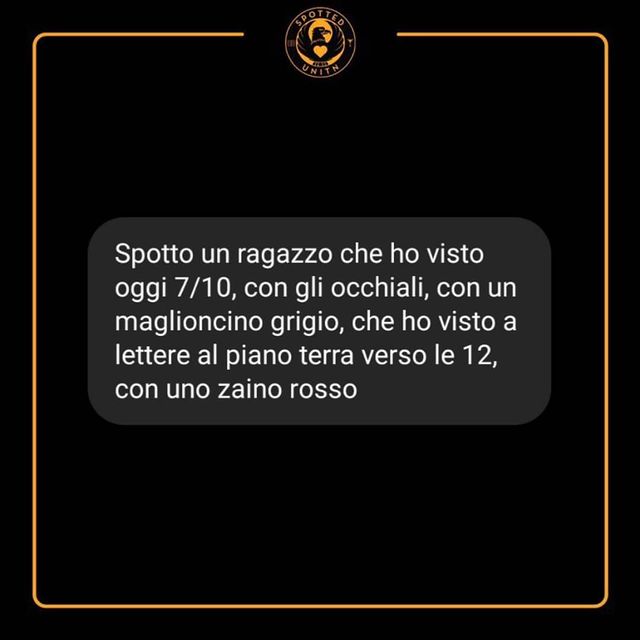 SPOTTED
UNITN
Spotto un ragazzo che ho visto
oggi 7/10, con gli occhiali, con un
maglioncino grigio, che ho visto a
lettere al piano terra verso le 12,
con uno zaino rosso